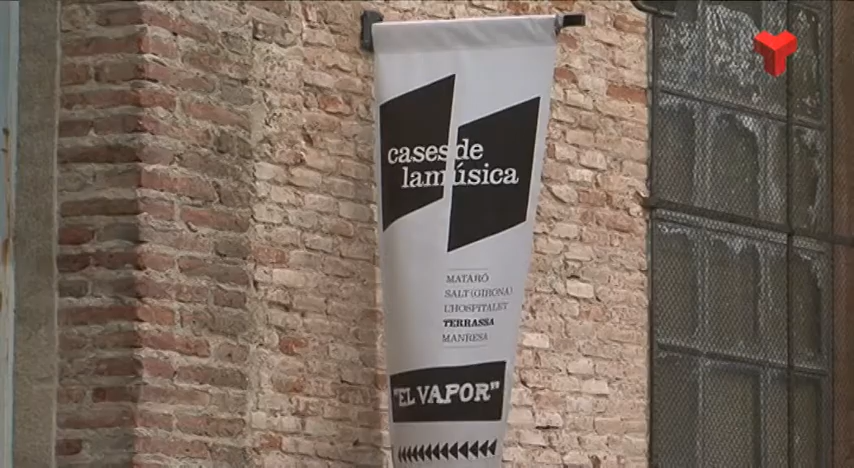 cases de
la música
MATARÓ
SALT (GIRONA)
L'HOSPITALET
TERRASSA
MANRESA
"EL VAPOR"